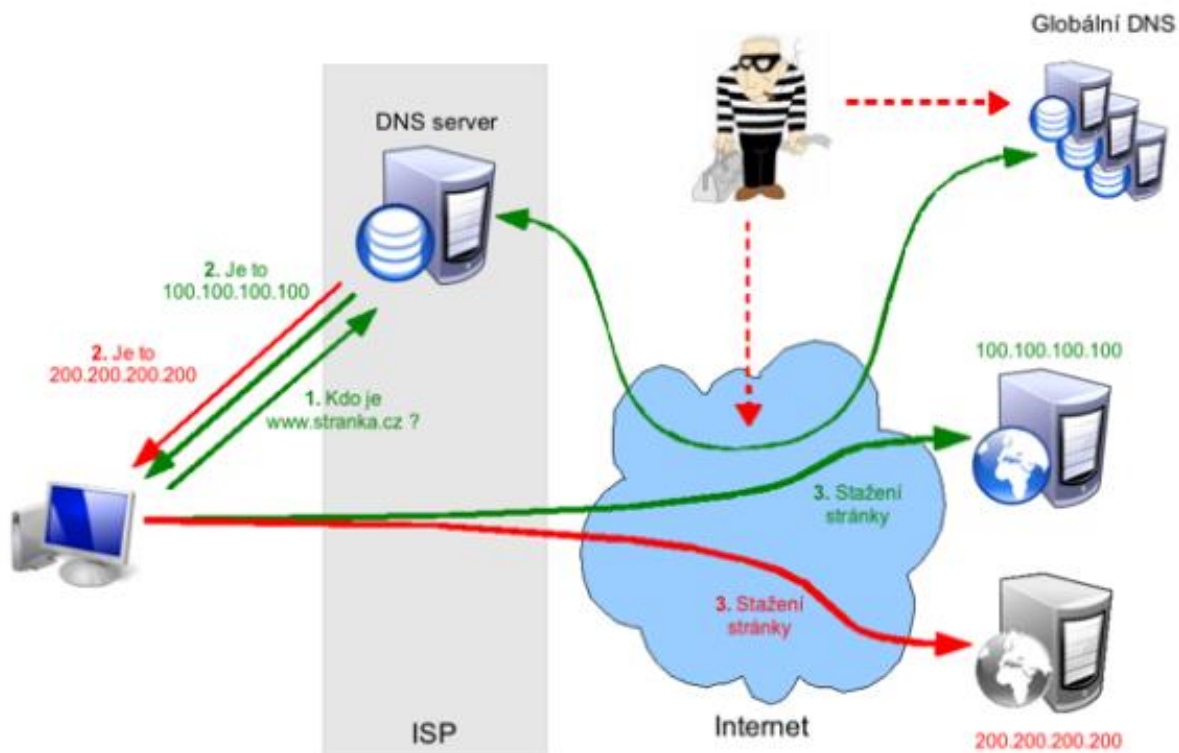 Globální DNS
DNS server
2. Je to
100.100.100.100
2. Je to
200.200.200.200
1. Kdo je
www.stranka.cz ?
100.100.100.100
3. Stažení
stránky
3. Stažení
stránky
ISP
Internet
200.200.200.200